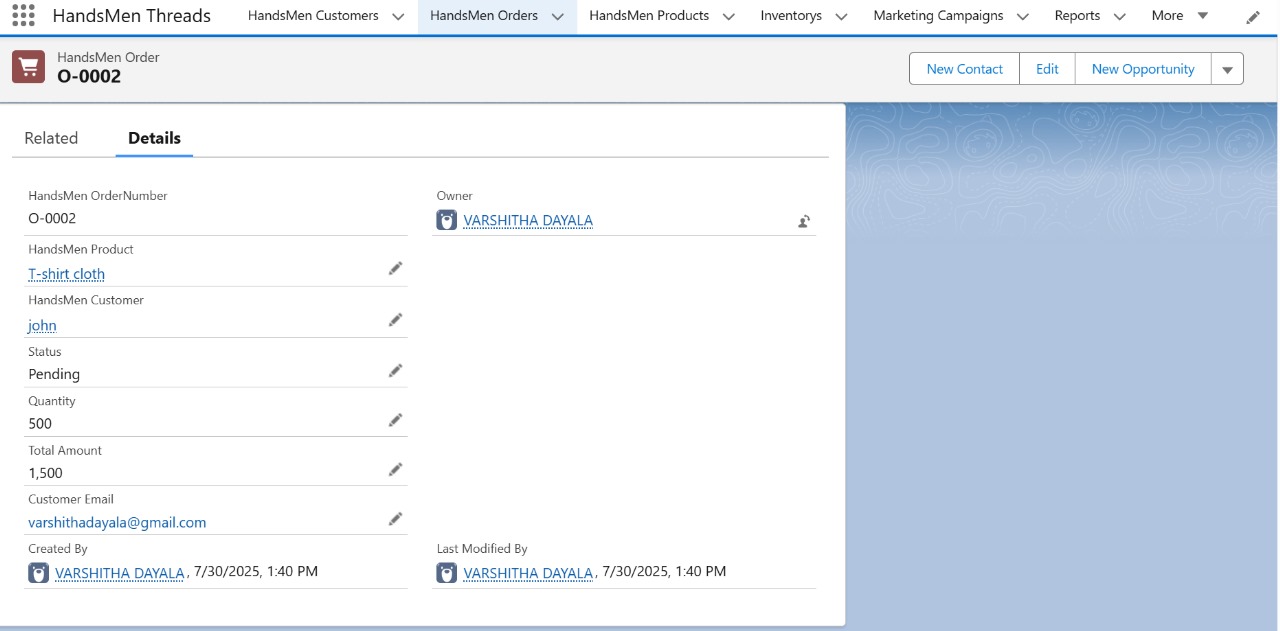 HandsMen Threads
HandsMen Customers
HandsMen Orders
HandsMen Products
Inventorys
Marketing Campaigns
Reports
More
HandsMen Order
O-0002
New Contact
Edit
New Opportunity
Related
Details
HandsMen OrderNumber
O-0002
Owner
VARSHITHA DAYALA
HandsMen Product
T-shirt cloth
HandsMen Customer
john
Status
Pending
Quantity
500
Total Amount
1,500
Customer Email
varshithadayala@gmail.com
Created By
VARSHITHA DAYALA, 7/30/2025, 1:40 PM
Last Modified By
VARSHITHA DAYALA, 7/30/2025, 1:40 PM